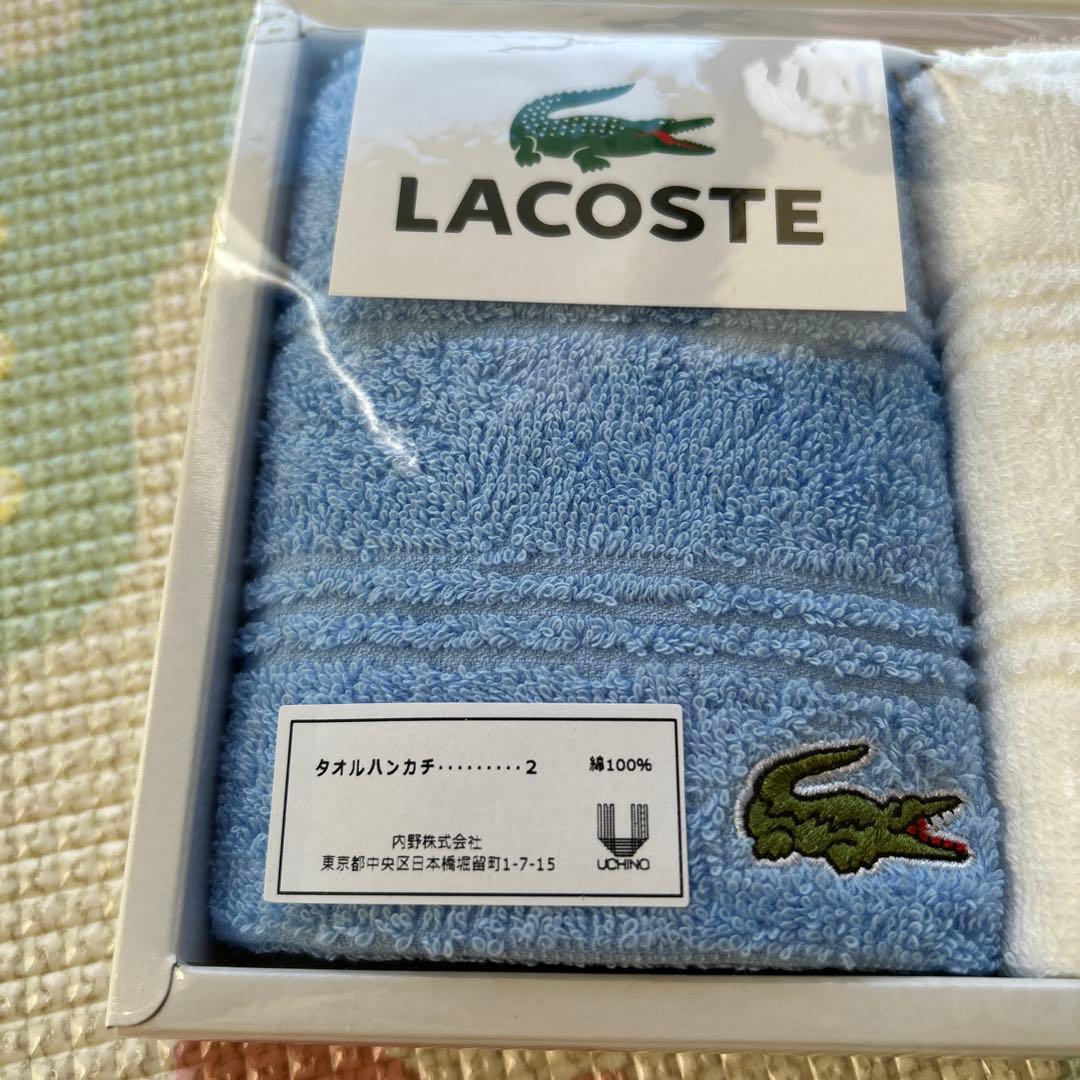 LACOSTE
タオルハンカチ・・・・・・・・・2 綿100%
内野株式会社
東京都中央区日本橋堀留町1-7-15
UCHINO